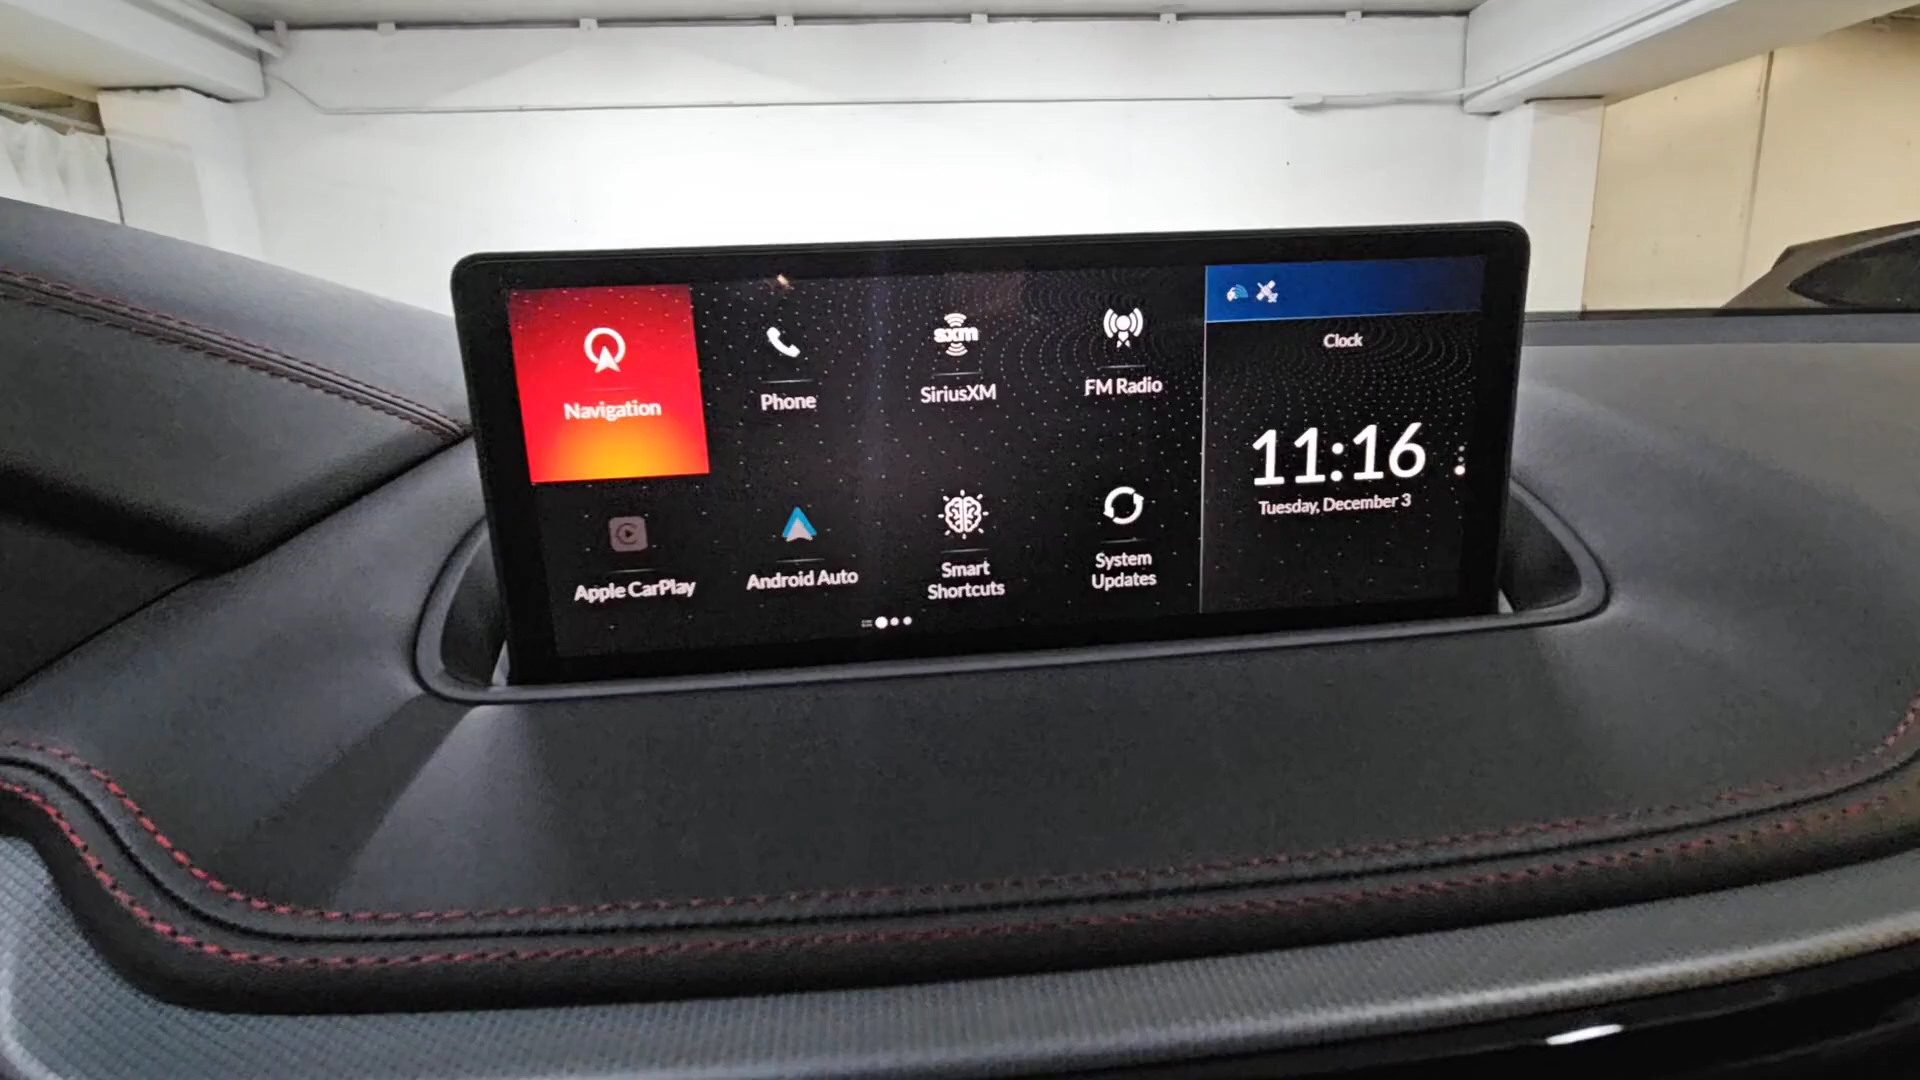 Navigation
Phone
sxm
SiriusXM
FM Radio
Apple CarPlay
Android Auto
Smart
Shortcuts
System
Updates
Clock
11:16
Tuesday, December 3